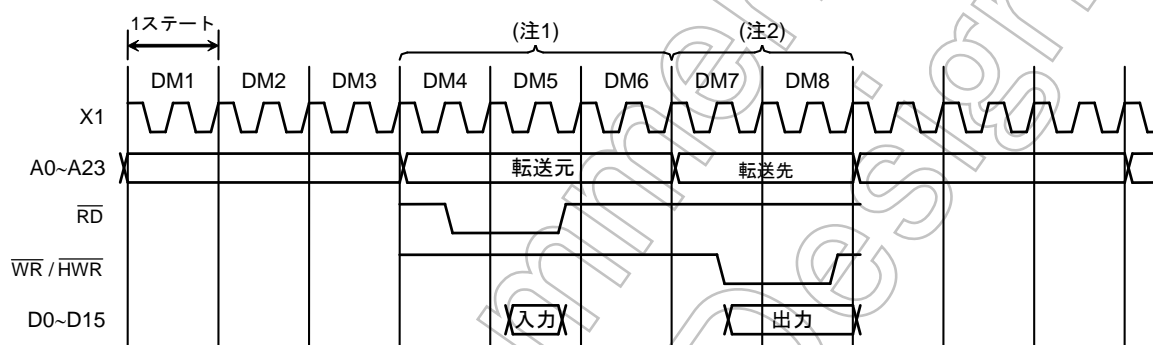 1ステート
(注1)
(注2)
DM1 DM2 DM3 DM4 DM5 DM6 DM7 DM8
X1
A0~A23 転送元 転送先
RD
WR / HWR
D0~D15 入力 出力